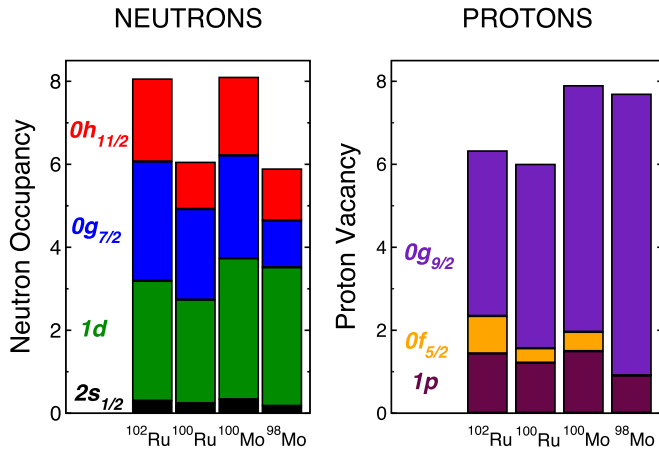 NEUTRONS
PROTONS
Neutron Occupancy
8
6
4
2
0
0h₁₁/₂
0g₇/₂
1d
2s₁/₂
¹⁰²Ru ¹⁰⁰Ru ¹⁰⁰Mo ⁹⁸Mo
Proton Vacancy
8
6
4
2
0
0g₉/₂
0f₅/₂
1p
¹⁰²Ru ¹⁰⁰Ru ¹⁰⁰Mo ⁹⁸Mo